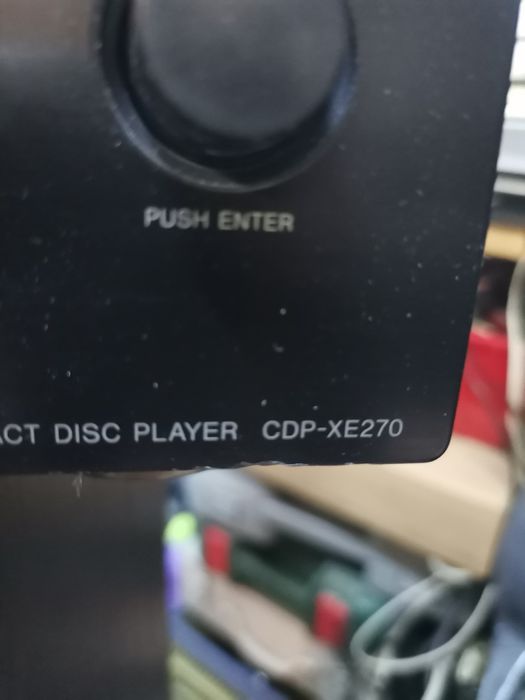 PUSH ENTER
ACT DISC PLAYER CDP-XE270